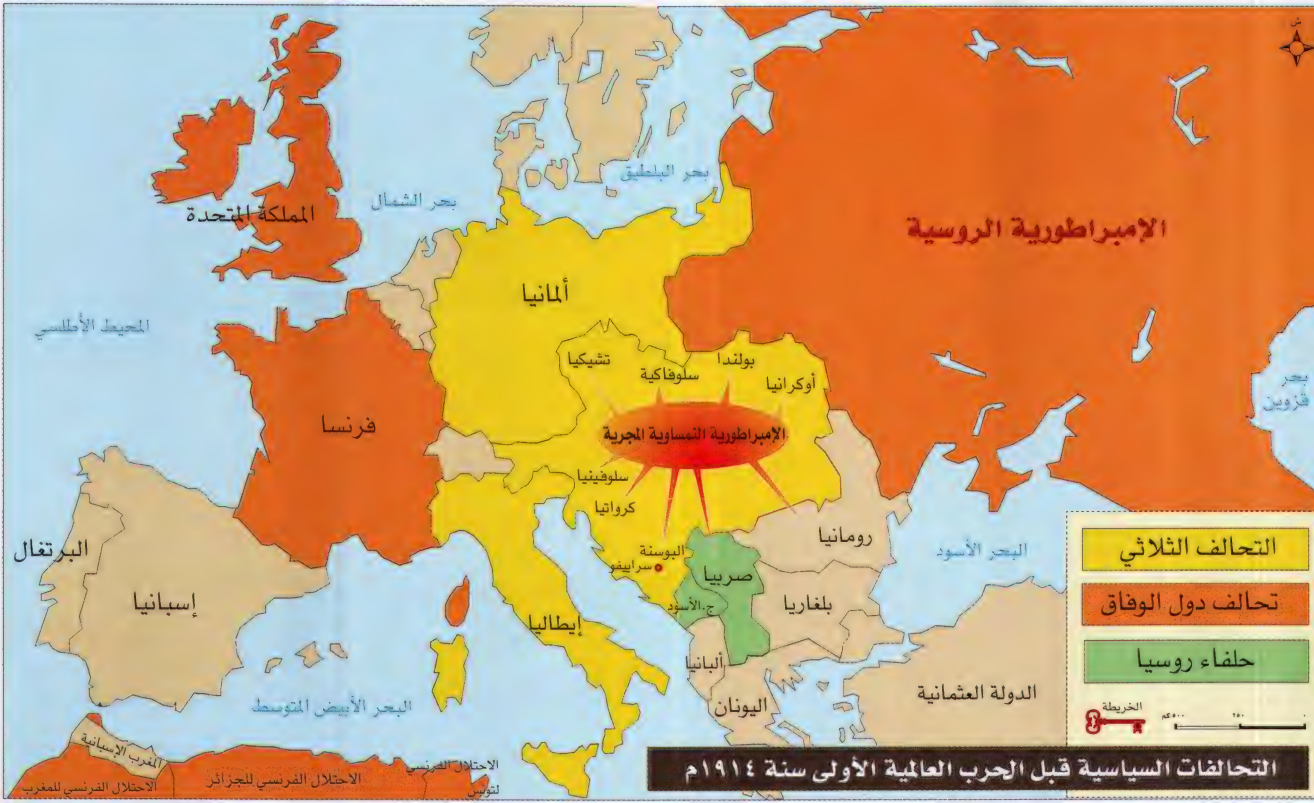 ش
المملكة المتحدة
بحر الشمال
بحر البلطيق
الإمبراطورية الروسية
المحيط الأطلسي
ألمانيا
تشيكيا
سلوفاكية
بولندا
أوكرانيا
بحر
قزوين
فرنسا
الإمبراطورية النمساوية المجرية
سلوفينيا
كرواتيا
البوسنة
سراييفو
صربيا
ج.الأسود
رومانيا
بلغاريا
البحر الأسود
البرتغال
إسبانيا
إيطاليا
ألبانيا
اليونان
الدولة العثمانية
البحر الأبيض المتوسط
المغرب الإسبانية
الاحتلال الفرنسي للمغرب
الاحتلال الفرنسي للجزائر
الاحتلال الفرنسي
لتونس
التحالف الثلاثي
تحالف دول الوفاق
حلفاء روسيا
الخريطة
٥٠٠ كم
٢٥٠
التحالفات السياسية قبل الحرب العالمية الأولى سنة ١٩١٤م